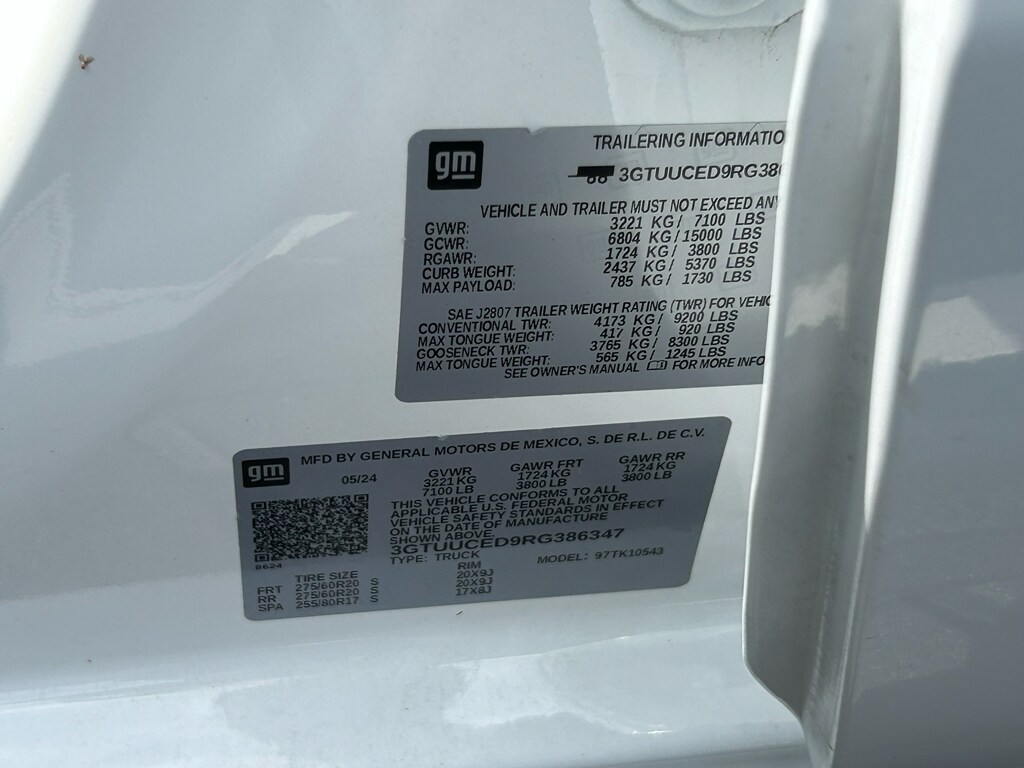 gm
TRAILERING INFORMATIO
3GTUUCED9RG386
VEHICLE AND TRAILER MUST NOT EXCEED ANY
GVWR: 3221 KG/ 7100 LBS
GCWR: 6804 KG/15000 LBS
RGAWR: 1724 KG/ 3800 LBS
CURB WEIGHT: 2437 KG/ 5370 LBS
MAX PAYLOAD: 785 KG/ 1730 LBS
SAE J2807 TRAILER WEIGHT RATING (TWR) FOR VEHIC
CONVENTIONAL TWR: 4173 KG/ 9200 LBS
MAX TONGUE WEIGHT: 417 KG/ 920 LBS
GOOSENECK TWR: 3765 KG/ 8300 LBS
MAX TONGUE WEIGHT: 565 KG/ 1245 LBS
SEE OWNER'S MANUAL FOR MORE INFO
gm
MFD BY GENERAL MOTORS DE MEXICO, S. DE R.L. DE C.V.
05/24 GVWR GAWR FRT GAWR RR
3221 KG 1724 KG 1724 KG
7100 LB 3800 LB 3800 LB
THIS VEHICLE CONFORMS TO ALL
APPLICABLE U.S. FEDERAL MOTOR
VEHICLE SAFETY STANDARDS IN EFFECT
ON THE DATE OF MANUFACTURE
SHOWN ABOVE.
3GTUUCED9RG386347
TYPE: TRUCK MODEL: 97TK10543
8624
TIRE SIZE RIM
FRT 275/60R20 S 20X9J
RR 275/60R20 S 20X9J
SPA 255/80R17 S 17X8J